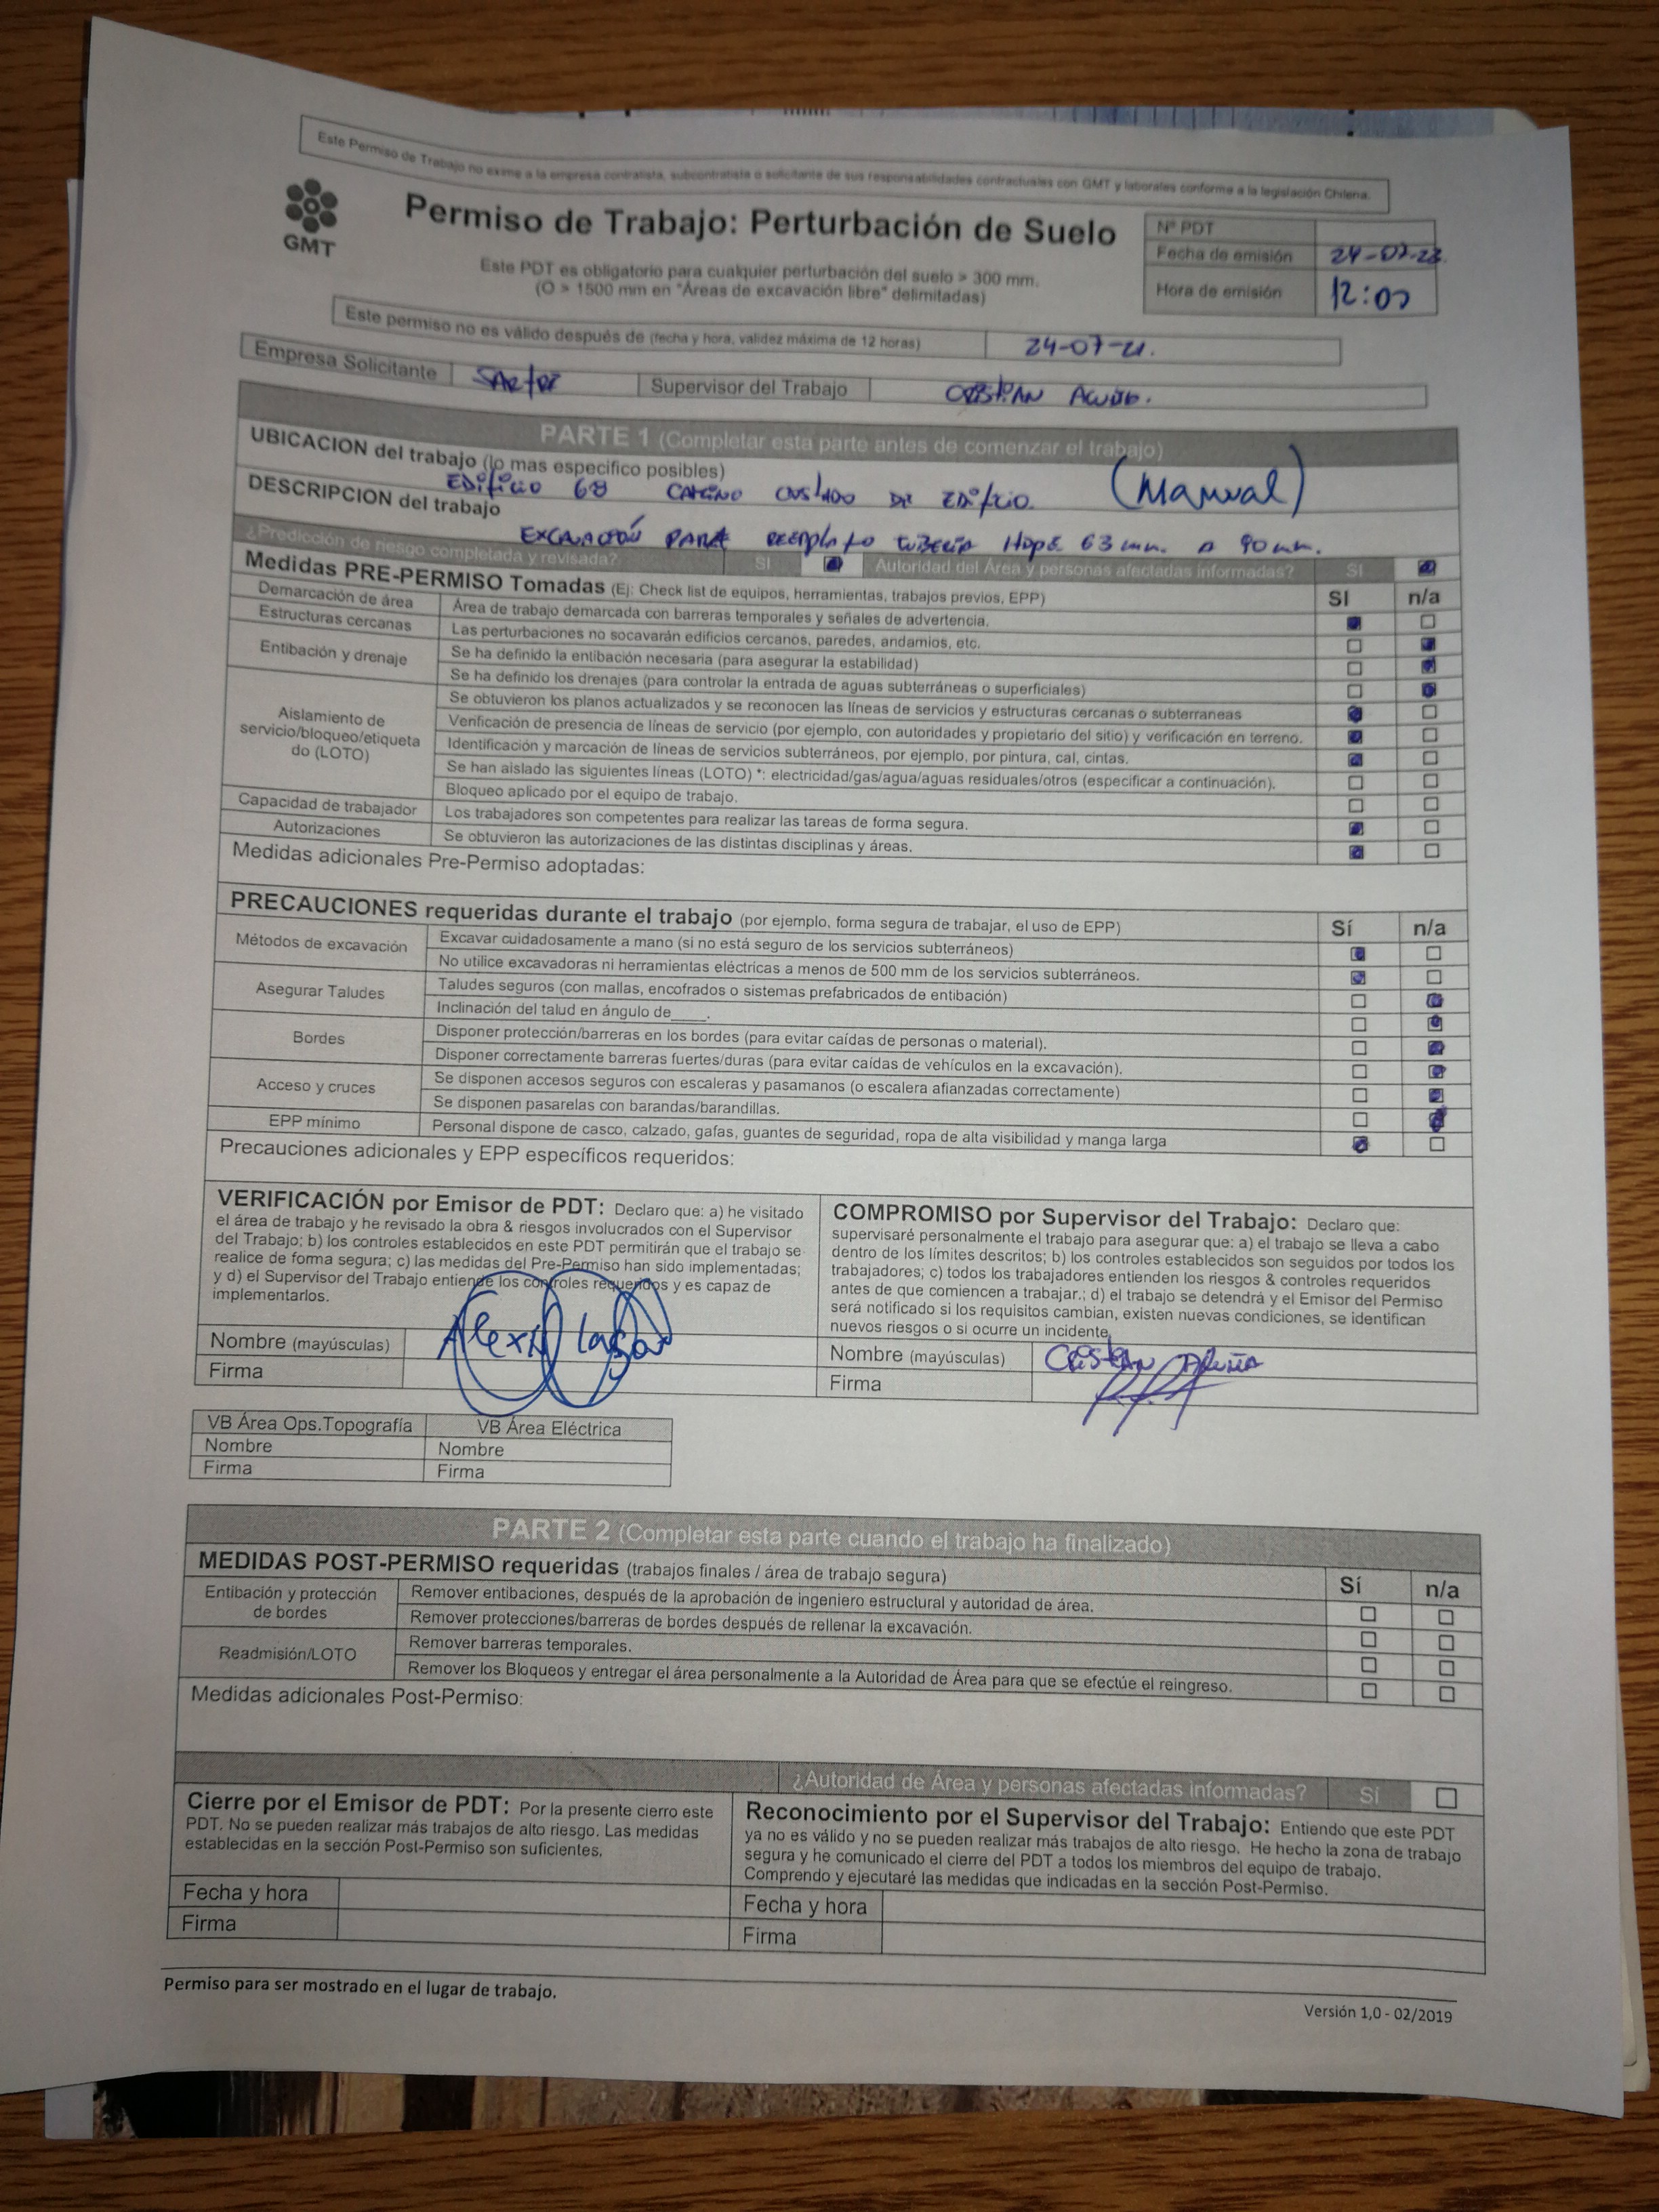 Este Permiso de Trabajo no exime a la empresa contratista, subcontratista o solicitante de sus responsabilidades contractuales con GMT y laborales conforme a la legislación Chilena.
GMT
Permiso de Trabajo: Perturbación de Suelo
Este PDT es obligatorio para cualquier perturbación del suelo > 300 mm.
(O > 1500 mm en "Áreas de excavación libre" delimitadas)
Nº PDT
Fecha de emisión 24-07-
Hora de emisión 12:00
Este permiso no es válido después de (fecha y hora, validez máxima de 12 horas) 24-07-21.
Empresa Solicitante Supervisor del Trabajo CRISTIAN ACUÑA.
PARTE 1 (Completar esta parte antes de comenzar el trabajo)
UBICACION del trabajo (lo mas especifico posibles)
EDificio 68 CAMINO COSTADO DE EDificio. (Manual)
DESCRIPCION del trabajo
EXCAVACIÓN PARA REEMPLAZO TUBERÍA HDPE 63 mm. A 90 mm.
¿Predicción de riesgo completada y revisada? SI Autoridad del Área y personas afectadas informadas? SI
Medidas PRE-PERMISO Tomadas (Ej: Check list de equipos, herramientas, trabajos previos, EPP) SI n/a
Demarcación de área Área de trabajo demarcada con barreras temporales y señales de advertencia.
Estructuras cercanas Las perturbaciones no socavarán edificios cercanos, paredes, andamios, etc.
Entibación y drenaje Se ha definido la entibación necesaria (para asegurar la estabilidad)
Se ha definido los drenajes (para controlar la entrada de aguas subterráneas o superficiales)
Aislamiento de servicio/bloqueo/etiqueta
do (LOTO)
Se obtuvieron los planos actualizados y se reconocen las líneas de servicios y estructuras cercanas o subterraneas
Verificación de presencia de líneas de servicio (por ejemplo, con autoridades y propietario del sitio) y verificación en terreno.
Identificación y marcación de líneas de servicios subterráneos, por ejemplo, por pintura, cal, cintas.
Se han aislado las siguientes líneas (LOTO) *: electricidad/gas/agua/aguas residuales/otros (especificar a continuación).
Bloqueo aplicado por el equipo de trabajo.
Capacidad de trabajador Los trabajadores son competentes para realizar las tareas de forma segura.
Autorizaciones Se obtuvieron las autorizaciones de las distintas disciplinas y áreas.
Medidas adicionales Pre-Permiso adoptadas:
PRECAUCIONES requeridas durante el trabajo (por ejemplo, forma segura de trabajar, el uso de EPP) Sí n/a
Métodos de excavación Excavar cuidadosamente a mano (si no está seguro de los servicios subterráneos)
No utilice excavadoras ni herramientas eléctricas a menos de 500 mm de los servicios subterráneos.
Asegurar Taludes Taludes seguros (con mallas, encofrados o sistemas prefabricados de entibación)
Inclinación del talud en ángulo de____.
Bordes Disponer protección/barreras en los bordes (para evitar caídas de personas o material).
Disponer correctamente barreras fuertes/duras (para evitar caídas de vehículos en la excavación).
Acceso y cruces Se disponen accesos seguros con escaleras y pasamanos (o escalera afianzadas correctamente)
Se disponen pasarelas con barandas/barandillas.
EPP mínimo Personal dispone de casco, calzado, gafas, guantes de seguridad, ropa de alta visibilidad y manga larga
Precauciones adicionales y EPP específicos requeridos:
VERIFICACIÓN por Emisor de PDT: Declaro que: a) he visitado
el área de trabajo y he revisado la obra & riesgos involucrados con el Supervisor
del Trabajo; b) los controles establecidos en este PDT permitirán que el trabajo se
realice de forma segura; c) las medidas del Pre-Permiso han sido implementadas;
y d) el Supervisor del Trabajo entiende los controles requeridos y es capaz de
implementarlos.
Nombre (mayúsculas) Alexis
Firma
COMPROMISO por Supervisor del Trabajo: Declaro que:
supervisaré personalmente el trabajo para asegurar que: a) el trabajo se lleva a cabo
dentro de los límites descritos; b) los controles establecidos son seguidos por todos los
trabajadores; c) todos los trabajadores entienden los riesgos & controles requeridos
antes de que comiencen a trabajar.; d) el trabajo se detendrá y el Emisor del Permiso
será notificado si los requisitos cambian, existen nuevas condiciones, se identifican
nuevos riesgos o si ocurre un incidente.
Nombre (mayúsculas) CRISTIAN ACUÑA
Firma
VB Área Ops.Topografía VB Área Eléctrica
Nombre Nombre
Firma Firma
PARTE 2 (Completar esta parte cuando el trabajo ha finalizado)
MEDIDAS POST-PERMISO requeridas (trabajos finales / área de trabajo segura) Sí n/a
Entibación y protección
de bordes
Remover entibaciones, después de la aprobación de ingeniero estructural y autoridad de área.
Remover protecciones/barreras de bordes después de rellenar la excavación.
Readmisión/LOTO Remover barreras temporales.
Remover los Bloqueos y entregar el área personalmente a la Autoridad de Área para que se efectúe el reingreso.
Medidas adicionales Post-Permiso:
¿Autoridad de Área y personas afectadas informadas? Sí
Cierre por el Emisor de PDT: Por la presente cierro este
PDT. No se pueden realizar más trabajos de alto riesgo. Las medidas
establecidas en la sección Post-Permiso son suficientes.
Fecha y hora
Firma
Reconocimiento por el Supervisor del Trabajo: Entiendo que este PDT
ya no es válido y no se pueden realizar más trabajos de alto riesgo. He hecho la zona de trabajo
segura y he comunicado el cierre del PDT a todos los miembros del equipo de trabajo.
Comprendo y ejecutaré las medidas que indicadas en la sección Post-Permiso.
Fecha y hora
Firma
Permiso para ser mostrado en el lugar de trabajo.
Versión 1,0 - 02/2019